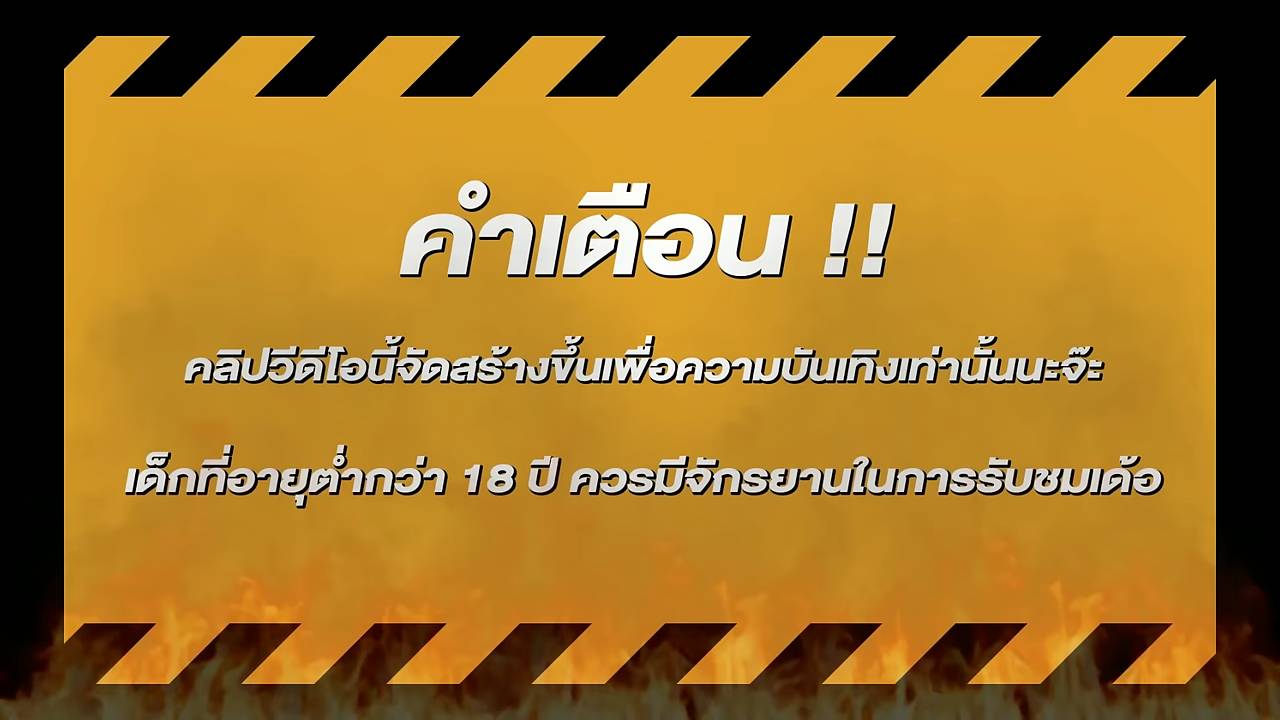 คำเตือน !!
คลิปวีดีโอนี้จัดสร้างขึ้นเพื่อความบันเทิงเท่านั้นนะจ๊ะ
เด็กที่อายุต่ำกว่า 18 ปี ควรมีจักรยานในการรับชมเด้อ